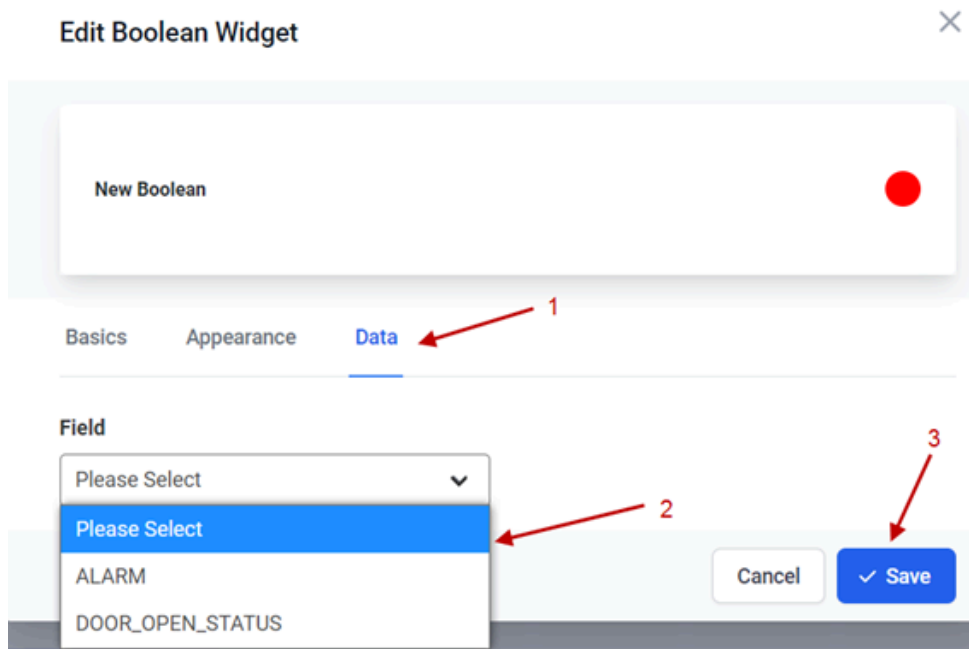 Edit Boolean Widget
New Boolean
1
Basics Appearance Data
Field
3
Please Select
2
Please Select
ALARM
Cancel Save
DOOR_OPEN_STATUS